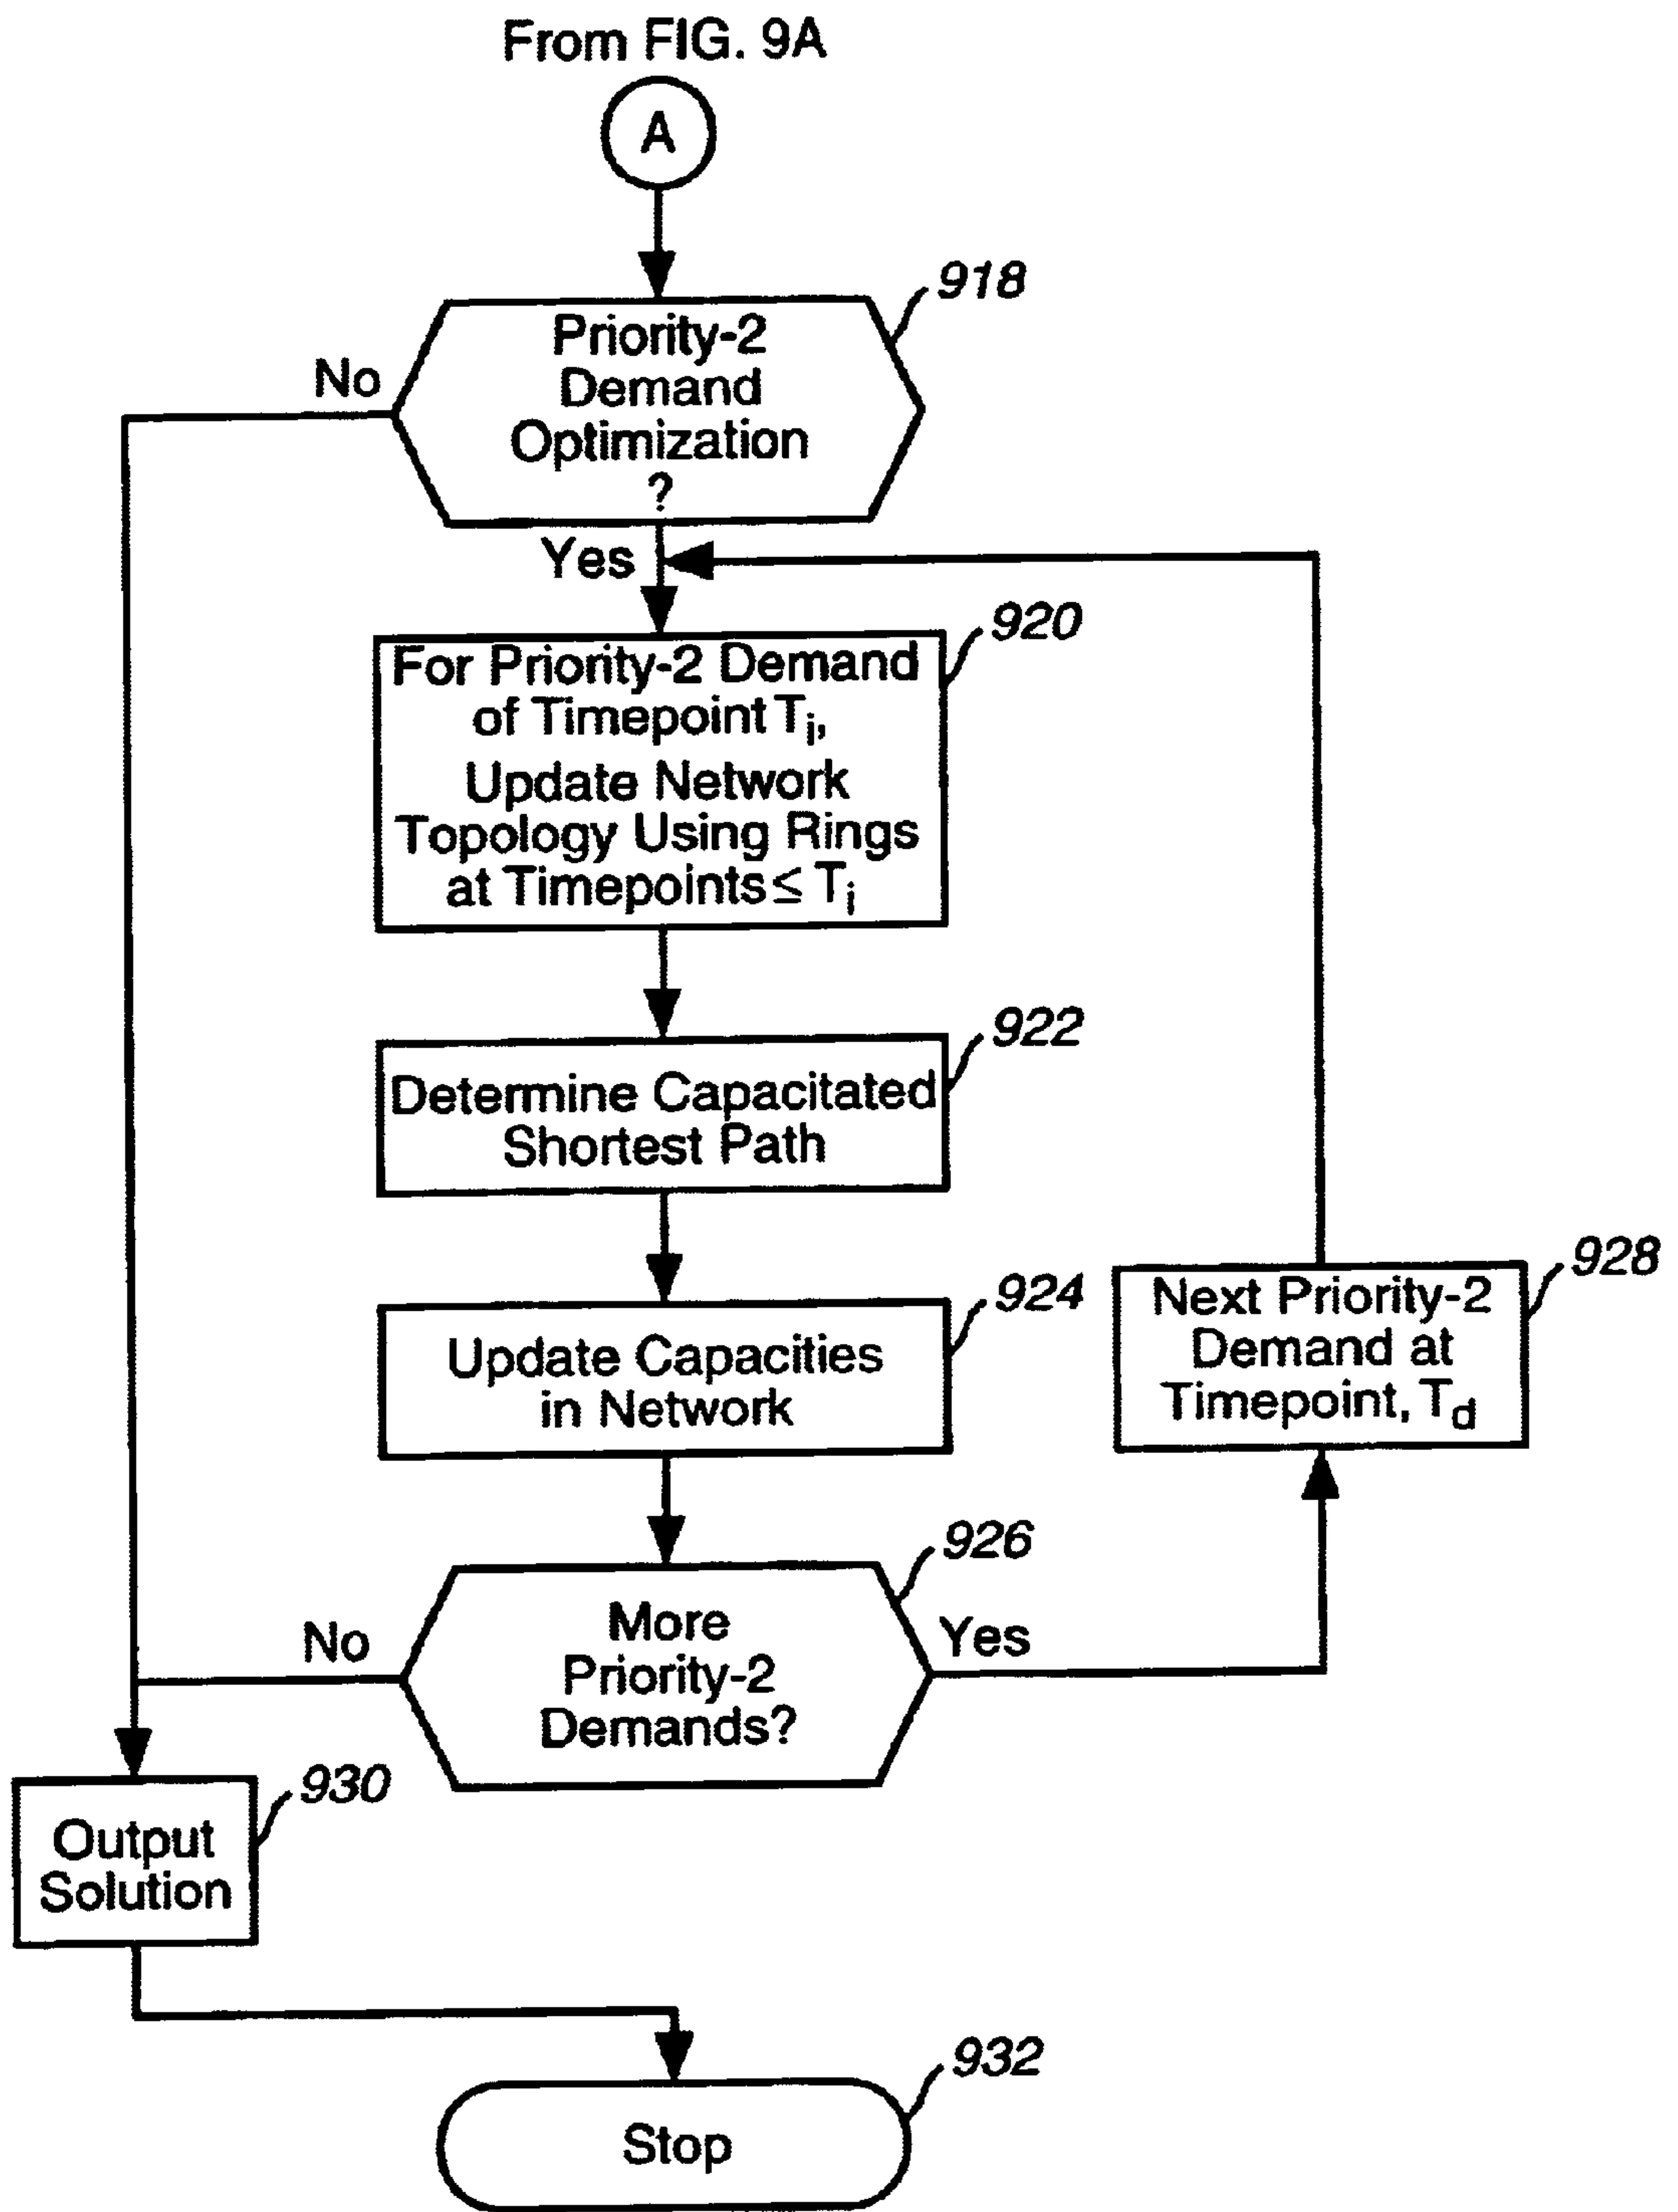 From FIG. 9A
A
918
Priority-2
Demand
Optimization
?
No
Yes
920
For Priority-2 Demand
of Timepoint Ti,
Update Network
Topology Using Rings
at Timepoints ≤ Ti
922
Determine Capacitated
Shortest Path
924
Update Capacities
in Network
928
Next Priority-2
Demand at
Timepoint, Td
926
More
Priority-2
Demands?
No
Yes
930
Output
Solution
932
Stop